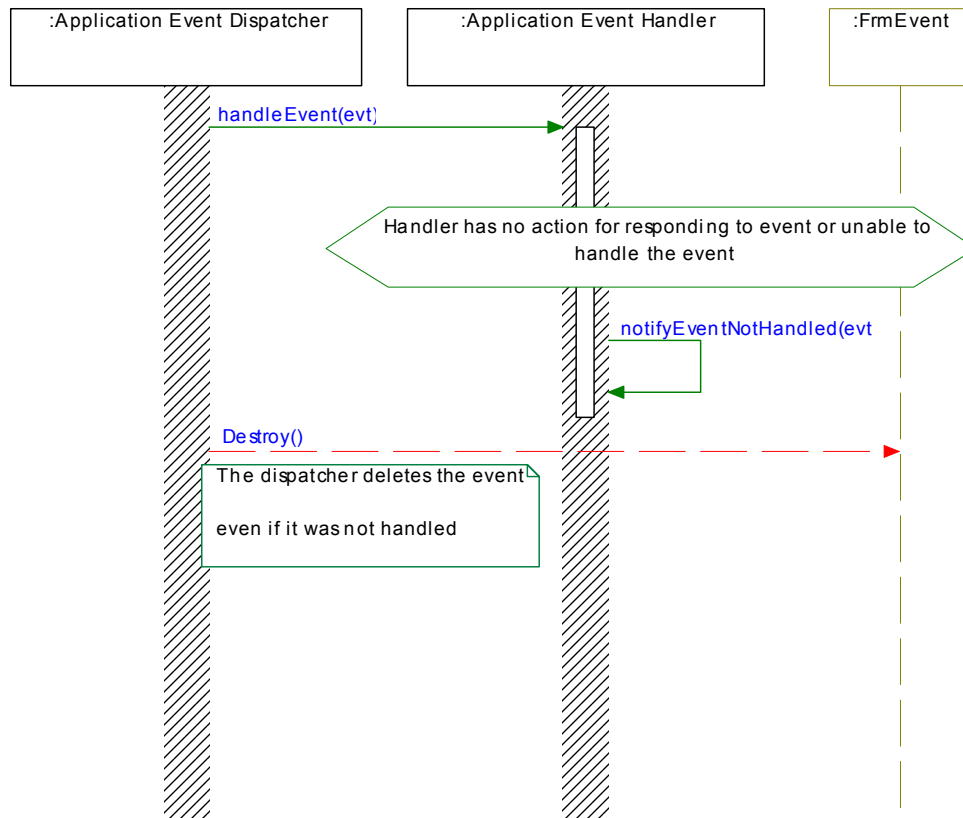 :Application Event Dispatcher
:Application Event Handler
:FrmEvent
handleEvent(evt)
Handler has no action for responding to event or unable to
handle the event
notifyEventNotHandled(evt
Destroy()
The dispatcher deletes the event
even if it was not handled